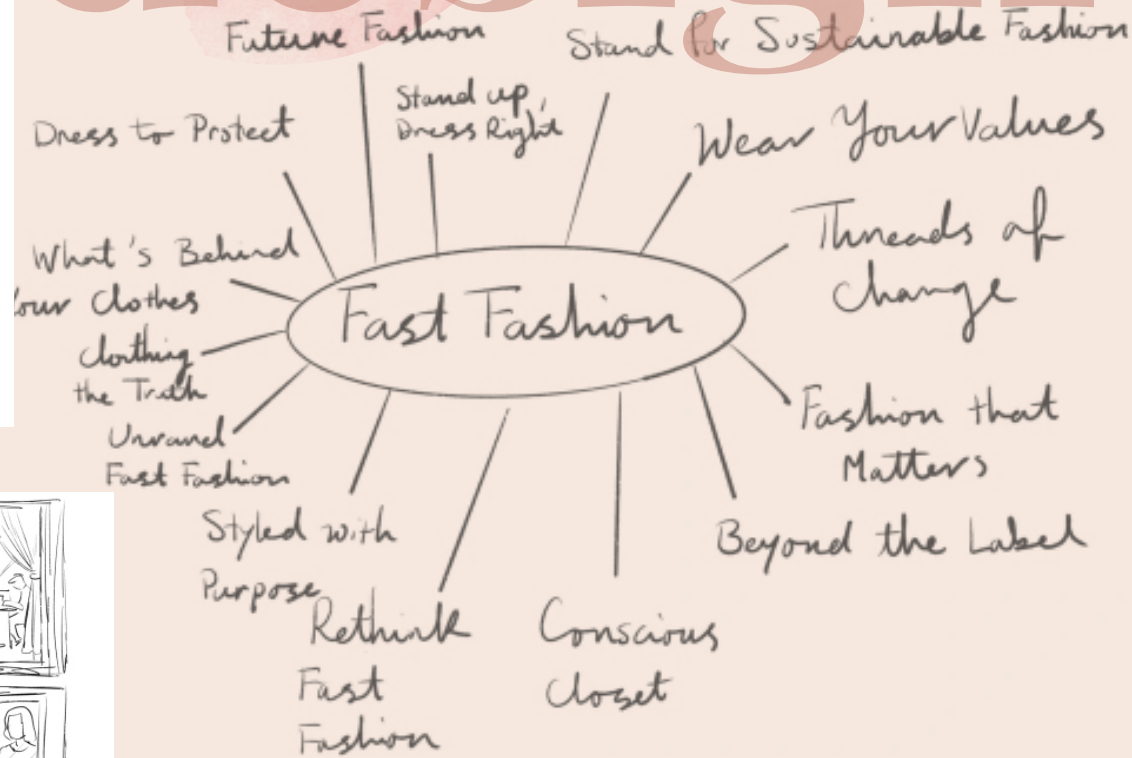 design
Future Fashion
Stand for Sustainable Fashion
Stand up,
Dress Right
Dress to Protect
Wear Your Values
Threads of
Change
What's Behind
Your Clothes
Fast Fashion
Clothing
the Truth
Unravel
Fast Fashion
Fashion that
Matters
Styled with
Purpose
Beyond the Label
Rethink
Fast
Fashion
Conscious
Closet